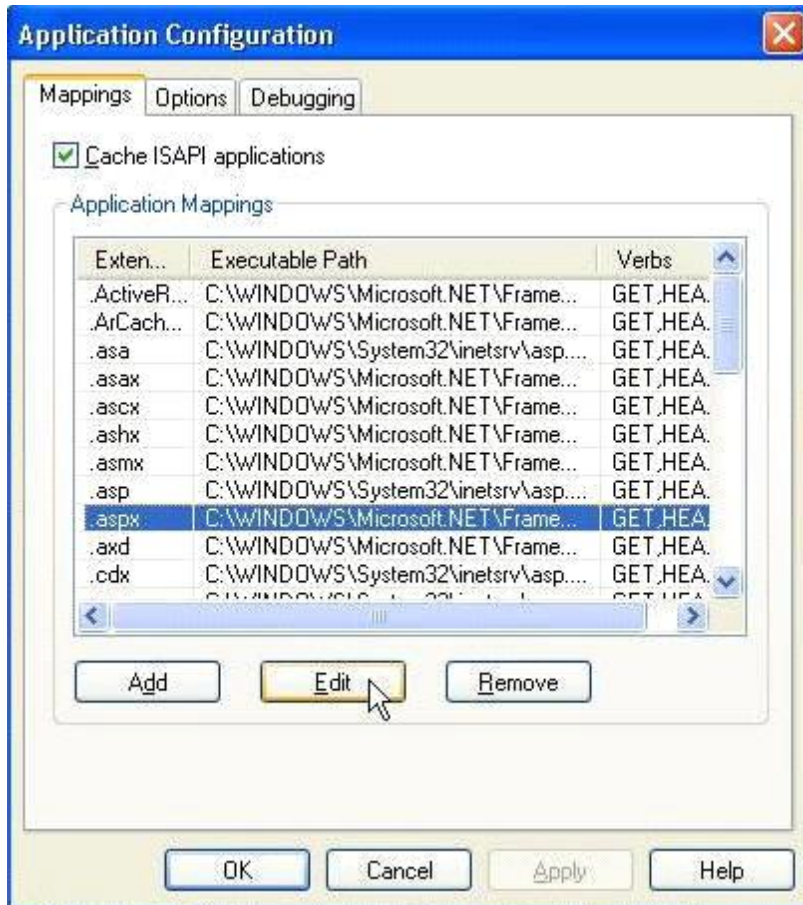 Application Configuration
Mappings Options Debugging
Cache ISAPI applications
Application Mappings
Exten... Executable Path Verbs
.ActiveR... C:\WINDOWS\Microsoft.NET\Frame... GET,HEA.
.ArCach... C:\WINDOWS\Microsoft.NET\Frame... GET,HEA.
.asa C:\WINDOWS\System32\inetsrv\asp.... GET,HEA.
.asax C:\WINDOWS\Microsoft.NET\Frame... GET,HEA.
.ascx C:\WINDOWS\Microsoft.NET\Frame... GET,HEA.
.ashx C:\WINDOWS\Microsoft.NET\Frame... GET,HEA.
.asmx C:\WINDOWS\Microsoft.NET\Frame... GET,HEA.
.asp C:\WINDOWS\System32\inetsrv\asp.... GET,HEA.
.aspx C:\WINDOWS\Microsoft.NET\Frame... GET,HEA.
.axd C:\WINDOWS\Microsoft.NET\Frame... GET,HEA.
.cdx C:\WINDOWS\System32\inetsrv\asp.... GET,HEA.
Add Edit Remove
OK Cancel Apply Help